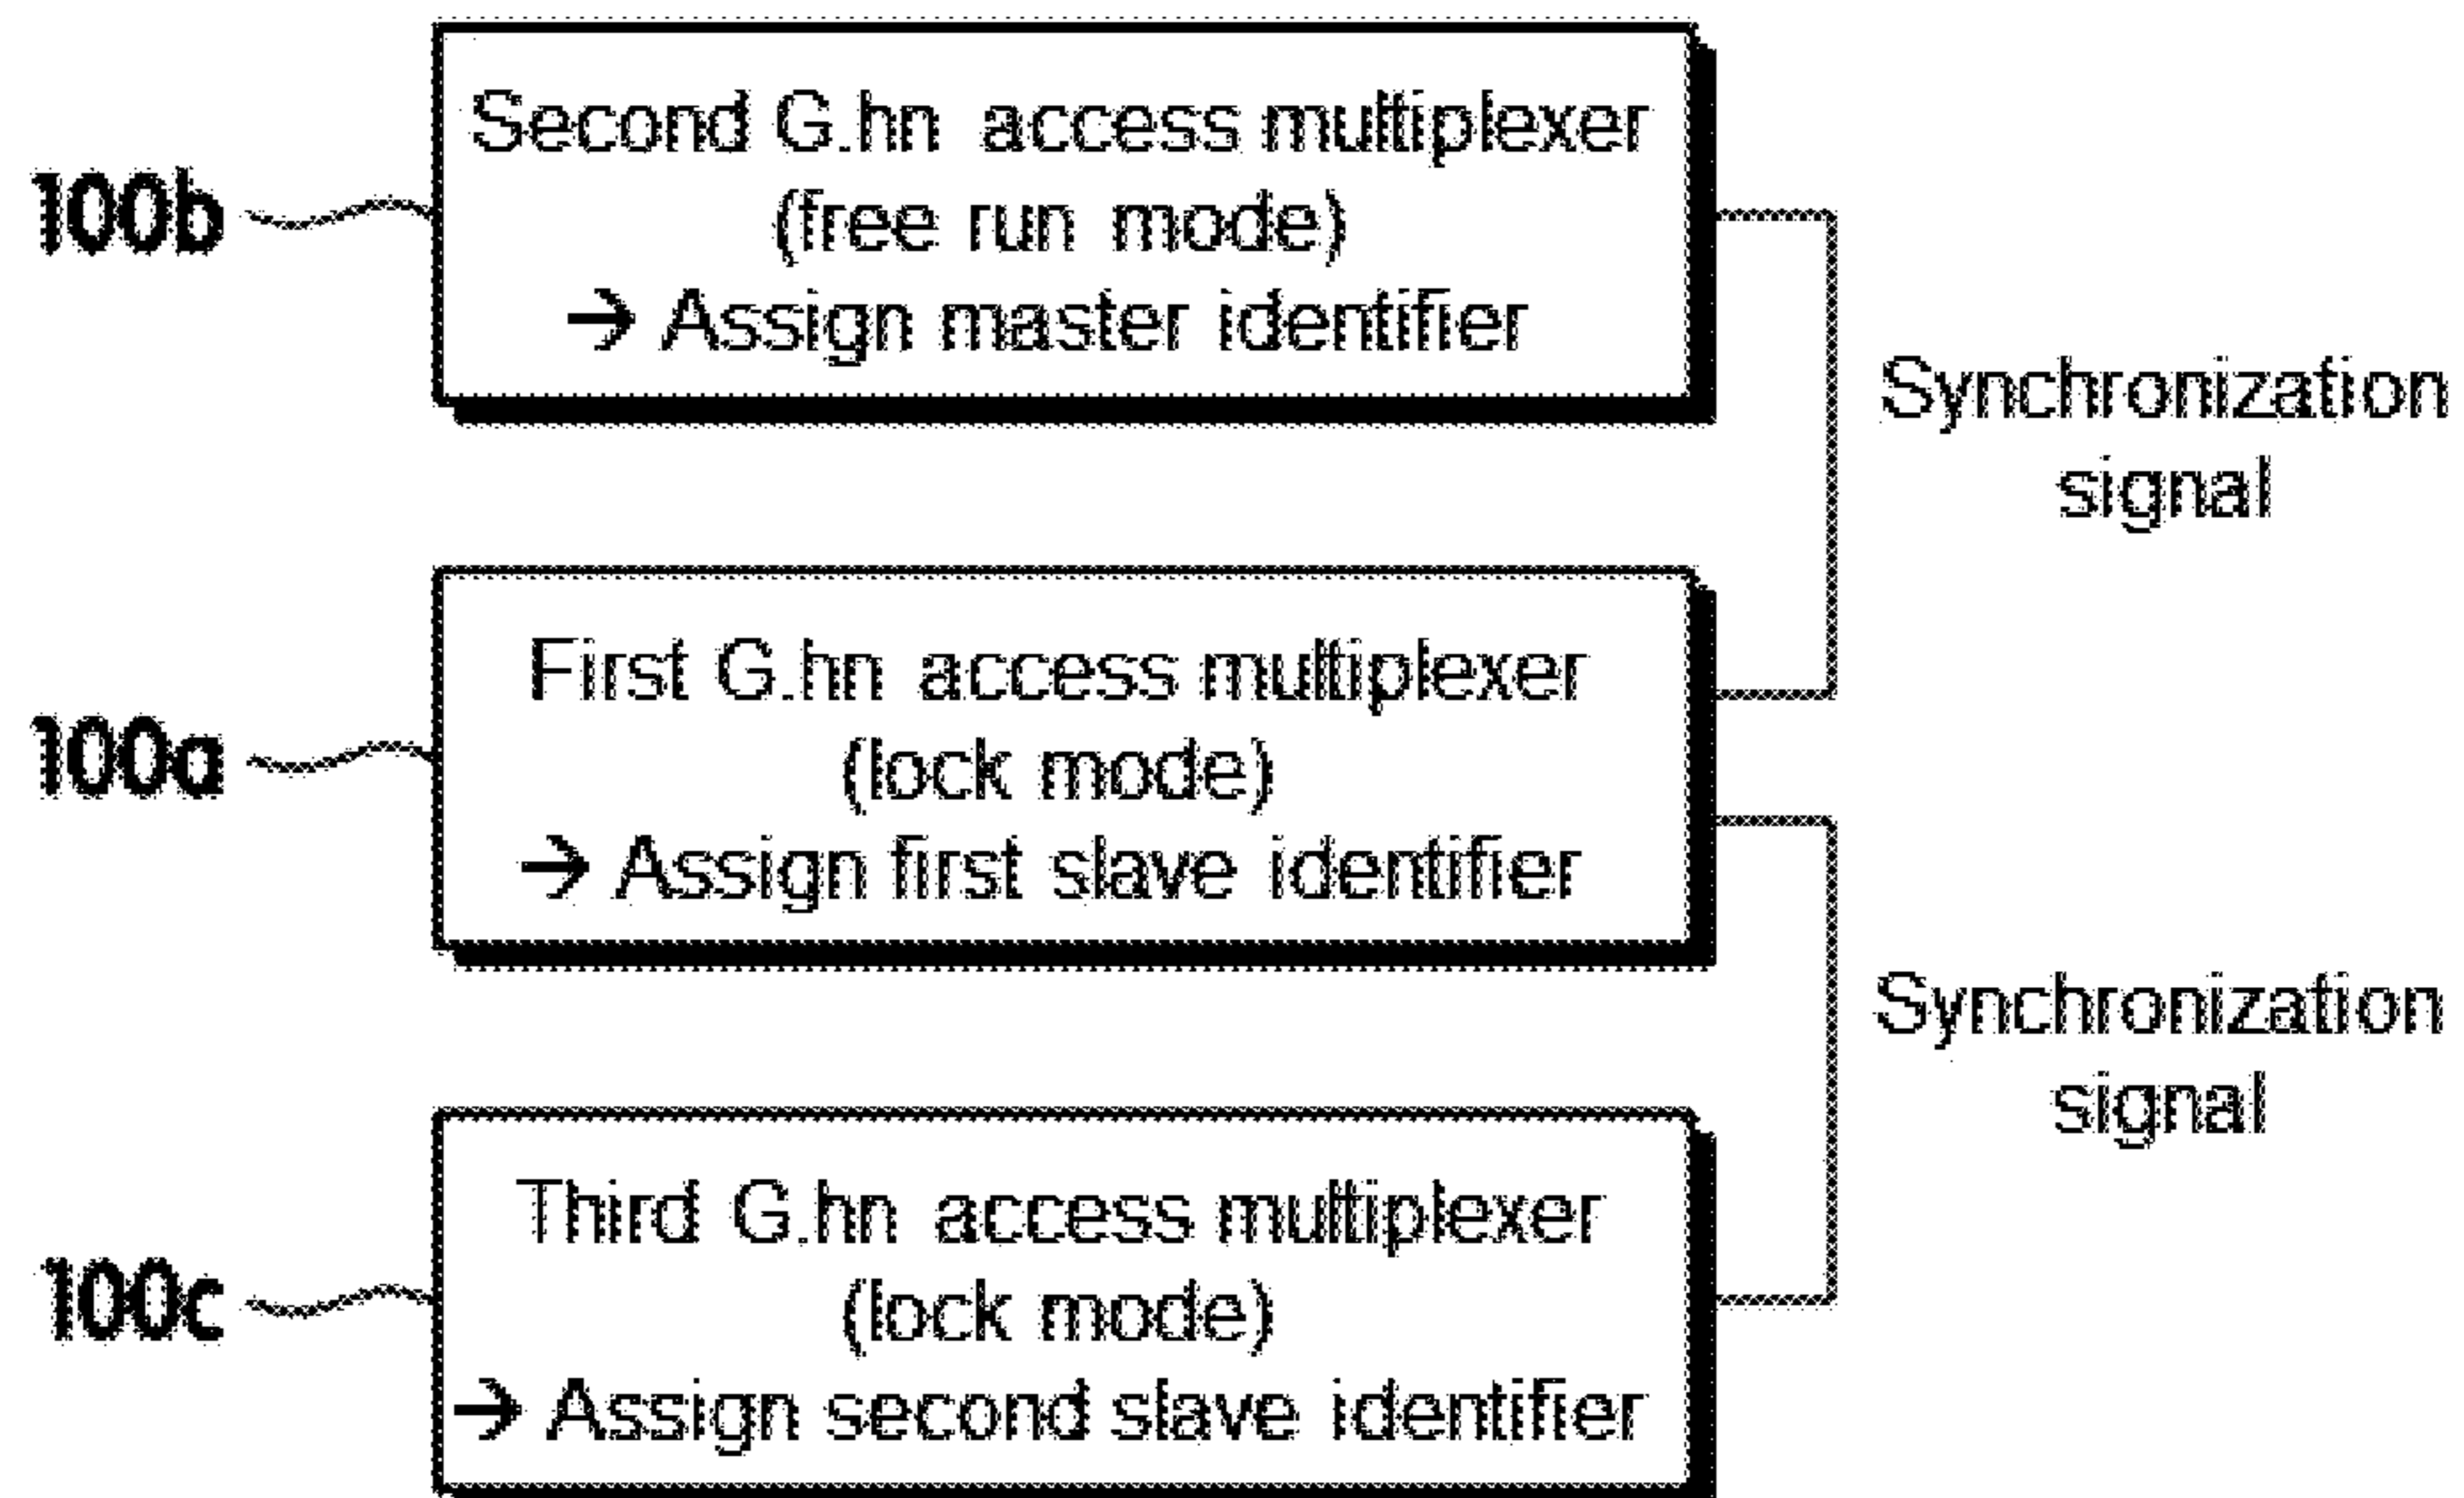 100b
Second G.hn access multiplexer
(free run mode)
→ Assign master identifier
Synchronization
signal
100a
First G.hn access multiplexer
(lock mode)
→ Assign first slave identifier
Synchronization
signal
100c
Third G.hn access multiplexer
(lock mode)
→ Assign second slave identifier